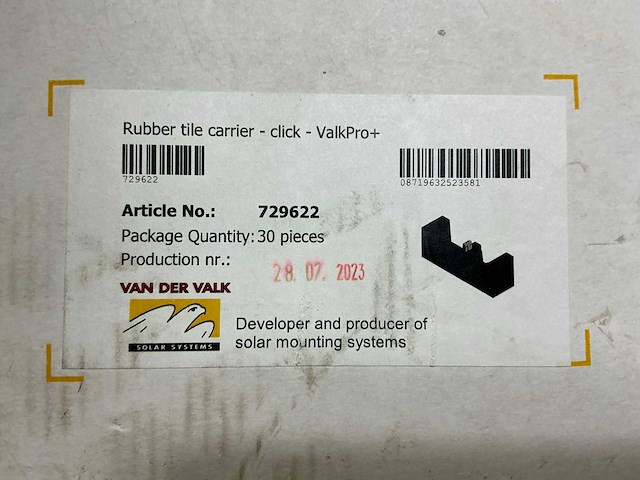 Rubber tile carrier - click - ValkPro+
729622
08719632523581
Article No.: 729622
Package Quantity: 30 pieces
Production nr.:
28. 07. 2023
VAN DER VALK
SOLAR SYSTEMS
Developer and producer of
solar mounting systems